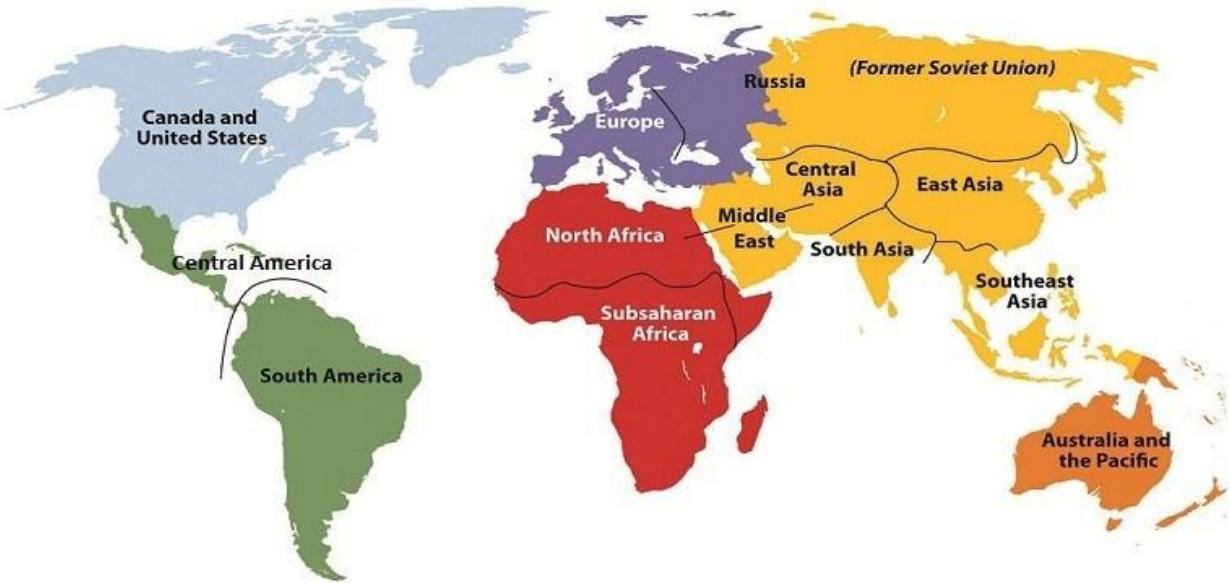 Canada and
United States
Central America
South America
Europe
Russia
(Former Soviet Union)
Central
Asia
East Asia
Middle
East
South Asia
Southeast
Asia
North Africa
Subsaharan
Africa
Australia and
the Pacific